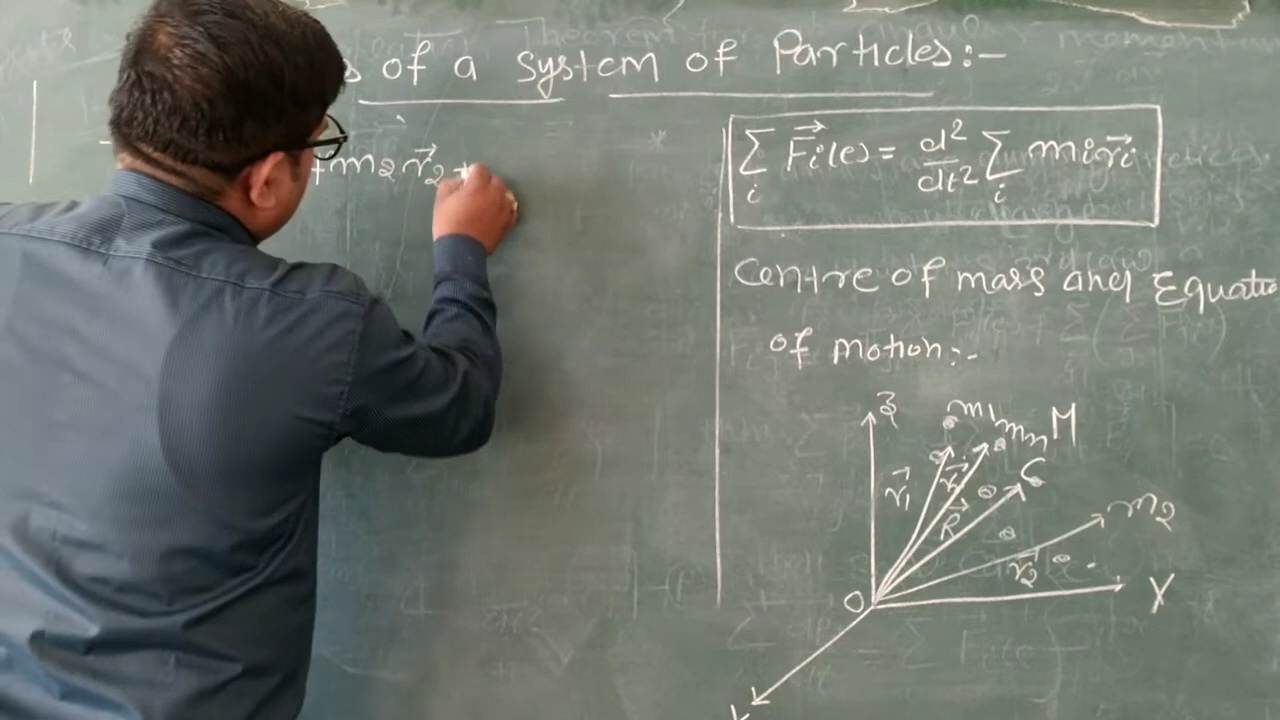 s of a System of Particles:-
+m₂r⃗₂+
∑ᵢ F⃗ᵢ(e) = d²/dt² ∑ᵢ mᵢr⃗ᵢ
Centre of mass and Equatio
of motion:-
z
m₁
mₙ
M
r⃗₁
C
R⃗
m₂
r⃗₂
O
Y